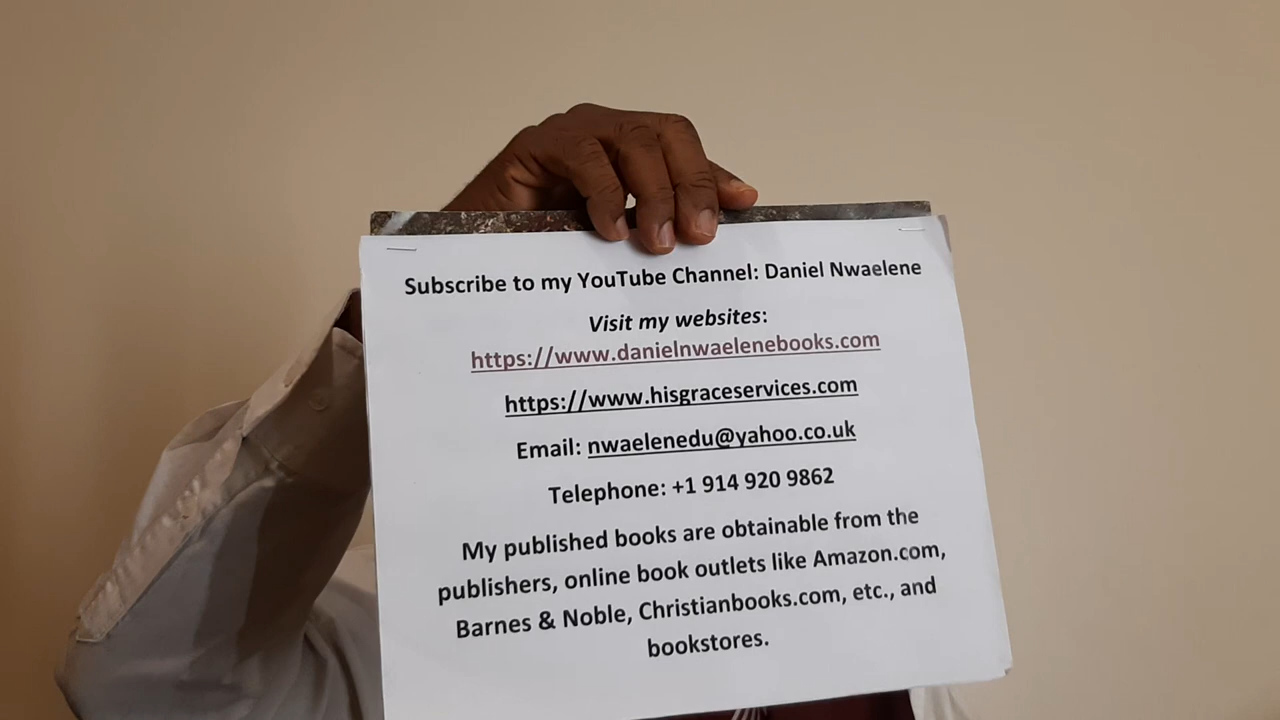 Subscribe to my YouTube Channel: Daniel Nwaelene
Visit my websites:
https://www.danielnwaelenebooks.com
https://www.hisgraceservices.com
Email: nwaelenedu@yahoo.co.uk
Telephone: +1 914 920 9862
My published books are obtainable from the
publishers, online book outlets like Amazon.com,
Barnes & Noble, Christianbooks.com, etc., and
bookstores.